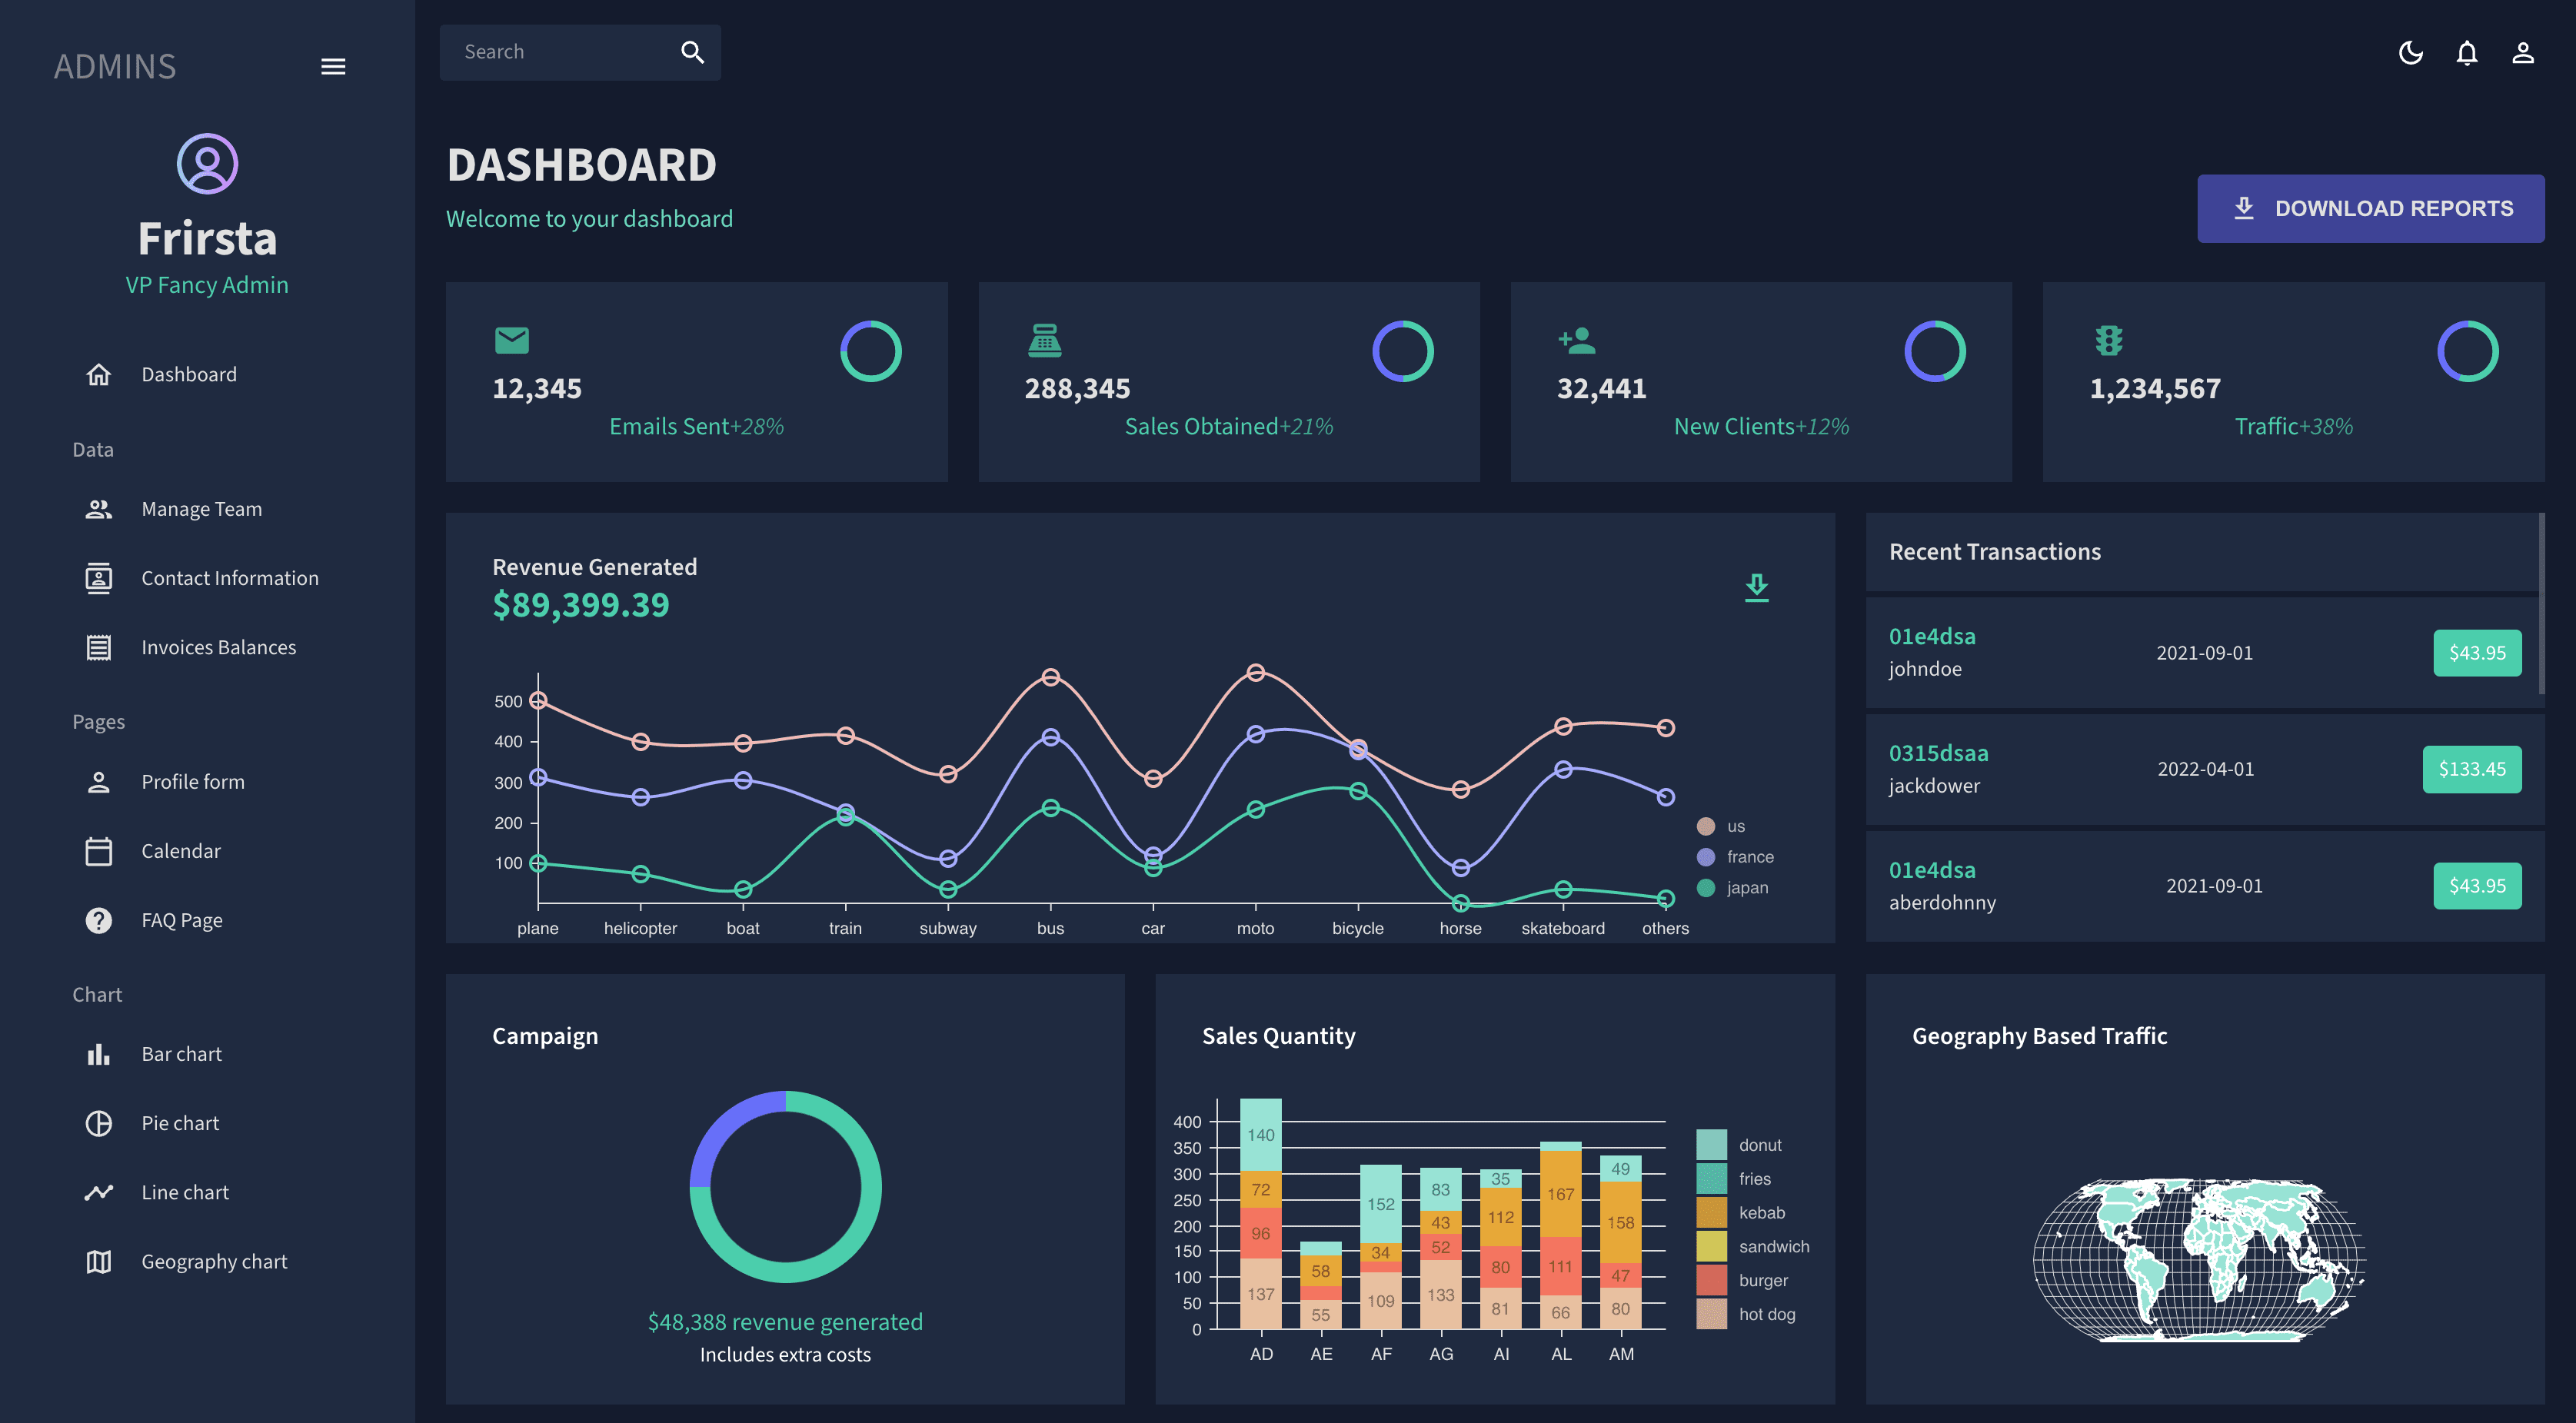 ADMINS
Frirsta
VP Fancy Admin
Dashboard
Data
Manage Team
Contact Information
Invoices Balances
Pages
Profile form
Calendar
FAQ Page
Chart
Bar chart
Pie chart
Line chart
Geography chart
Search
DASHBOARD
Welcome to your dashboard
DOWNLOAD REPORTS
12,345
Emails Sent+28%
288,345
Sales Obtained+21%
32,441
New Clients+12%
1,234,567
Traffic+38%
Revenue Generated
$89,399.39
500
400
300
200
100
plane helicopter boat train subway bus car moto bicycle horse skateboard others
us
france
japan
Recent Transactions
01e4dsa
johndoe
2021-09-01
$43.95
0315dsaa
jackdower
2022-04-01
$133.45
01e4dsa
aberdohnny
2021-09-01
$43.95
Campaign
$48,388 revenue generated
Includes extra costs
Sales Quantity
400
350
300
250
200
150
100
50
0
140
72
96
137
58
55
152
34
109
83
43
52
133
35
112
80
81
167
111
66
49
158
47
80
AD AE AF AG AI AL AM
donut
fries
kebab
sandwich
burger
hot dog
Geography Based Traffic